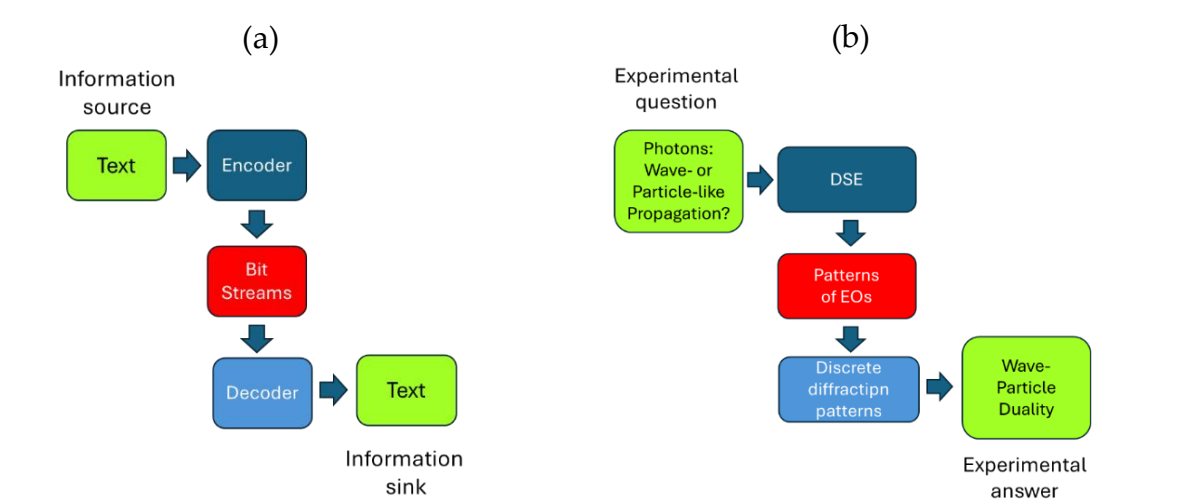 (a)
Information
source
Text
Encoder
Bit
Streams
Decoder
Text
Information
sink
(b)
Experimental
question
Photons:
Wave- or
Particle-like
Propagation?
DSE
Patterns
of EOs
Discrete
diffractipn
patterns
Wave-
Particle
Duality
Experimental
answer